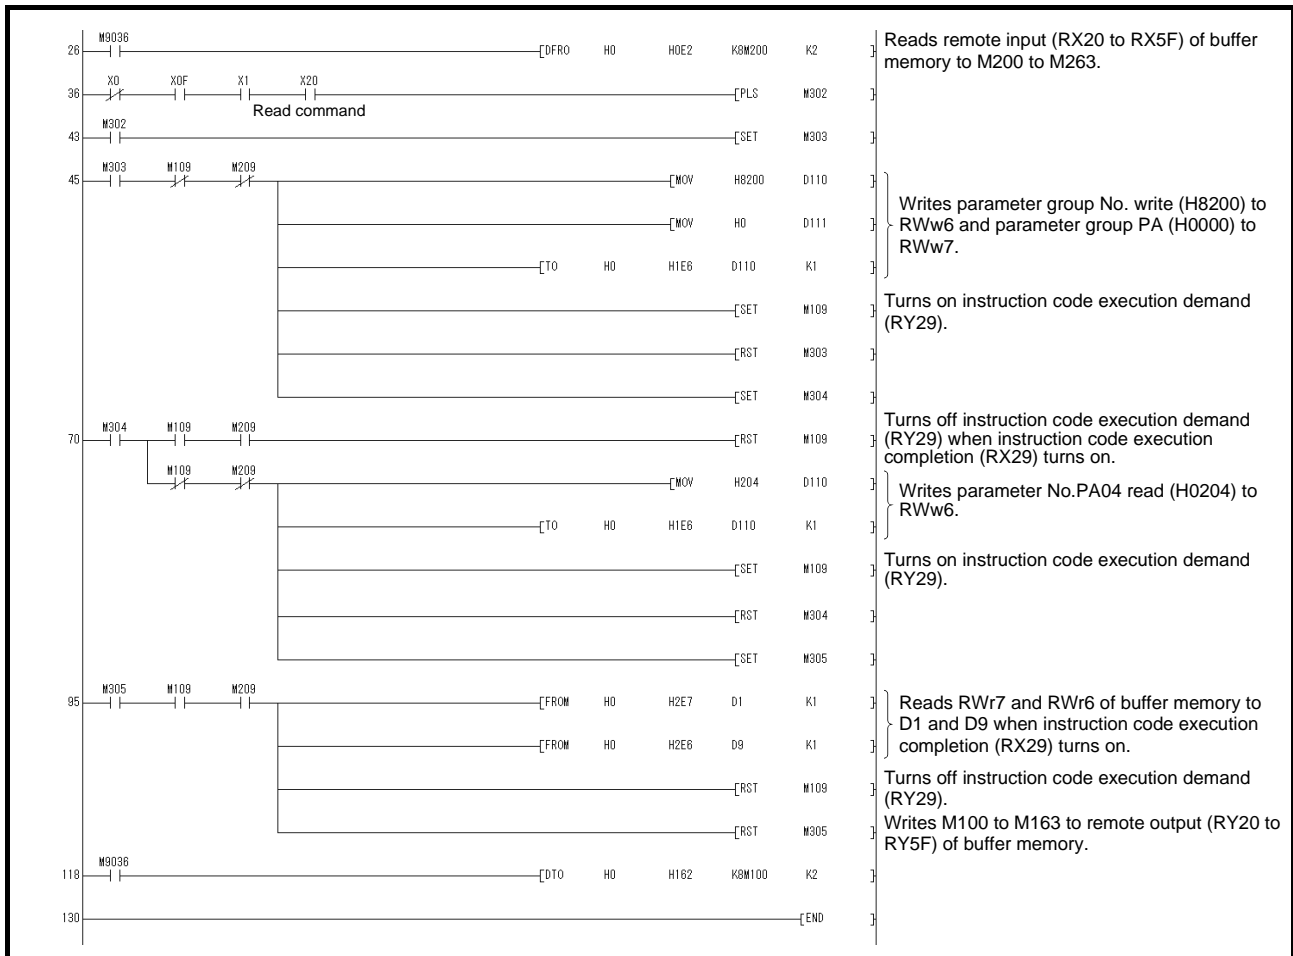 M9036
26 DFRO H0 H0E2 K8M200 K2
Reads remote input (RX20 to RX5F) of buffer
memory to M200 to M263.
X0 X0F X1 X20
36 PLS M302
Read command
M302
43 SET M303
M303 M109 M209
45 MOV H8200 D110
Writes parameter group No. write (H8200) to
RWw6 and parameter group PA (H0000) to
RWw7.
MOV H0 D111
TO H0 H1E6 D110 K1
SET M109
Turns on instruction code execution demand
(RY29).
RST M303
SET M304
M304 M109 M209
70 RST M109
Turns off instruction code execution demand
(RY29) when instruction code execution
completion (RX29) turns on.
M109 M209
MOV H204 D110
Writes parameter No.PA04 read (H0204) to
RWw6.
TO H0 H1E6 D110 K1
SET M109
Turns on instruction code execution demand
(RY29).
RST M304
SET M305
M305 M109 M209
95 FROM H0 H2E7 D1 K1
Reads RWr7 and RWr6 of buffer memory to
D1 and D9 when instruction code execution
completion (RX29) turns on.
FROM H0 H2E6 D9 K1
RST M109
Turns off instruction code execution demand
(RY29).
RST M305
Writes M100 to M163 to remote output (RY20 to
RY5F) of buffer memory.
M9036
118 DTO H0 H162 K8M100 K2
130 END